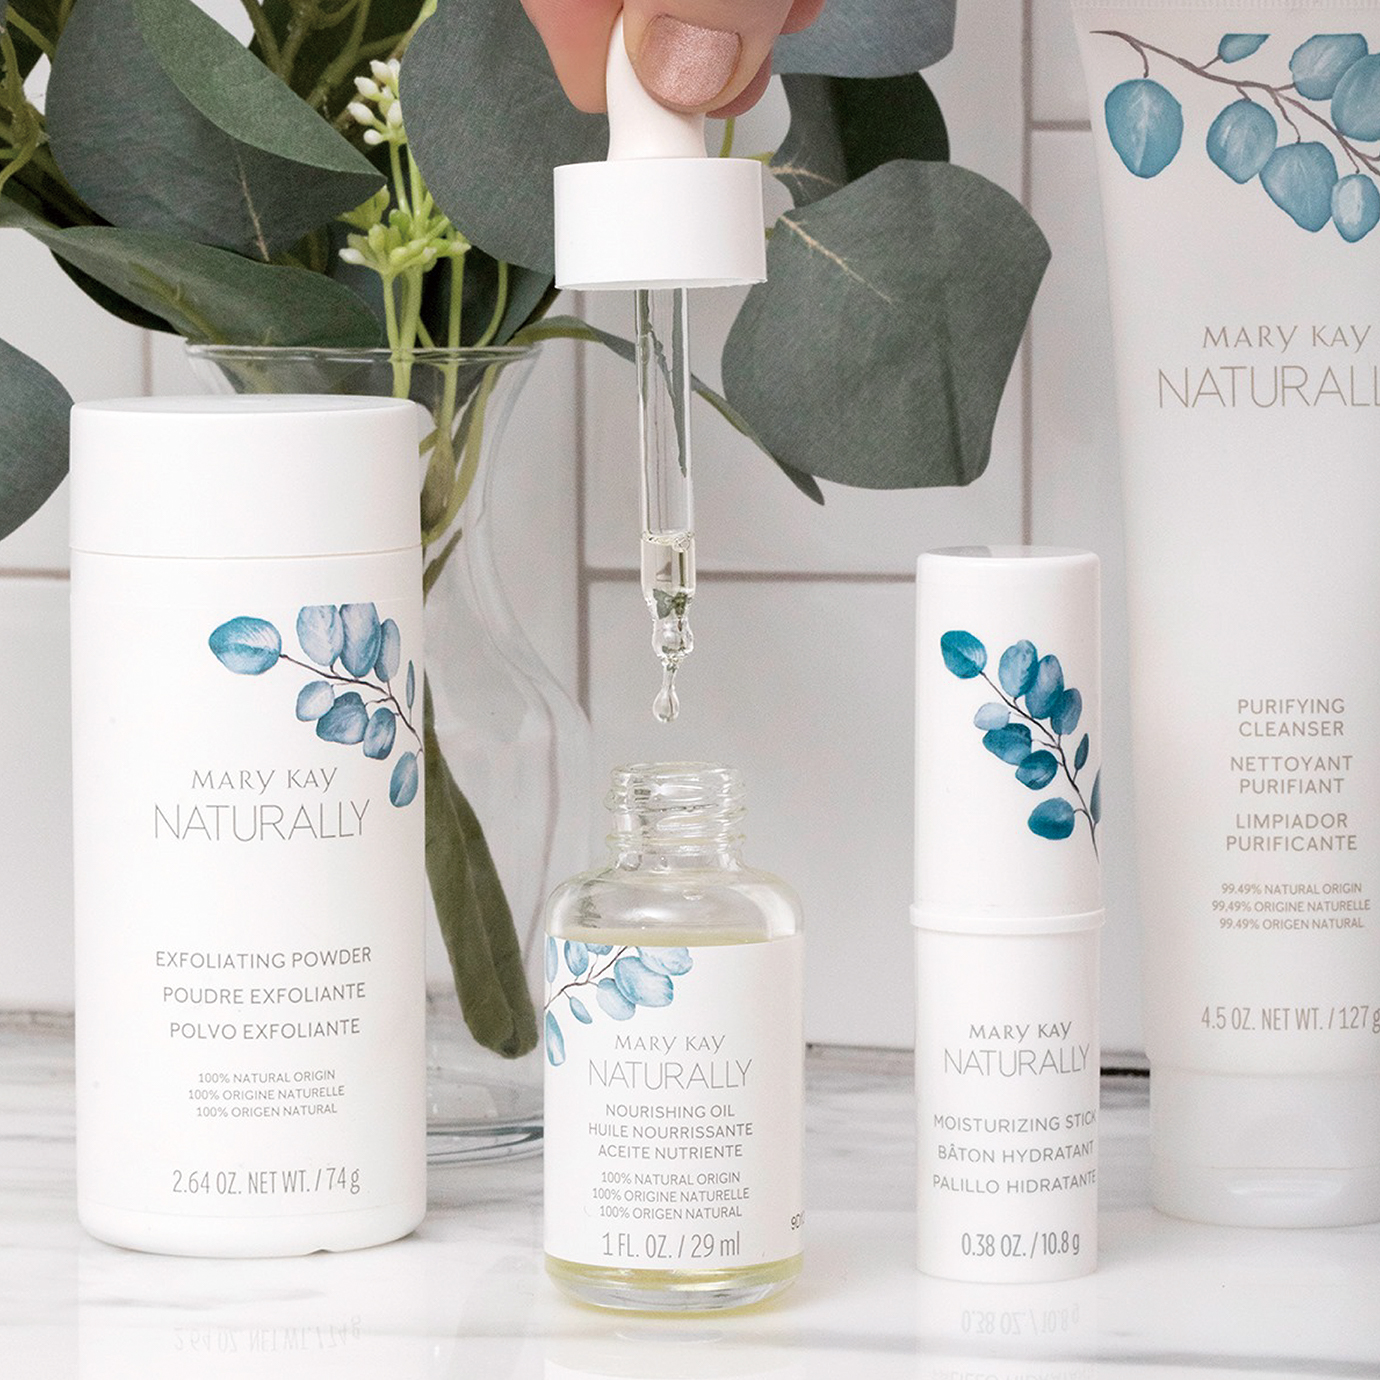 MARY KAY
NATURALLY
EXFOLIATING POWDER
POUDRE EXFOLIANTE
POLVO EXFOLIANTE
100% NATURAL ORIGIN
100% ORIGINE NATURELLE
100% ORIGEN NATURAL
2.64 OZ. NET WT. / 74 g
MARY KAY
NATURALLY
NOURISHING OIL
HUILE NOURRISSANTE
ACEITE NUTRIENTE
100% NATURAL ORIGIN
100% ORIGINE NATURELLE
100% ORIGEN NATURAL
1 FL. OZ. / 29 ml
MARY KAY
NATURALLY
MOISTURIZING STICK
BÂTON HYDRATANT
PALILLO HIDRATANTE
0.38 OZ. / 10.8 g
MARY KAY
NATURALLY
PURIFYING
CLEANSER
NETTOYANT
PURIFIANT
LIMPIADOR
PURIFICANTE
99.49% NATURAL ORIGIN
99,49% ORIGINE NATURELLE
99.49% ORIGEN NATURAL
4.5 OZ. NET WT. / 127 g